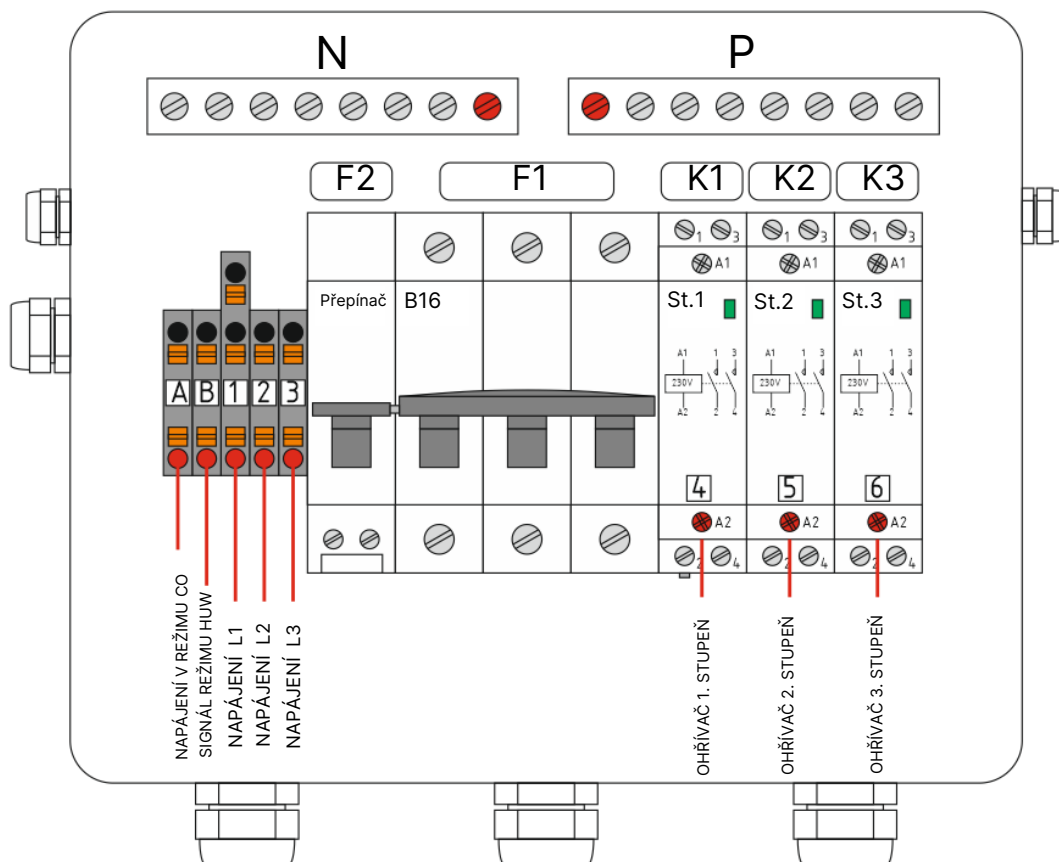 N P
F2 F1 K1 K2 K3
1 3 1 3 1 3
A1 A1 A1
Přepínač B16 St.1 St.2 St.3
A1 1 3 A1 1 3 A1 1 3
A B 1 2 3
230V 230V 230V
A2 2 4 A2 2 4 A2 2 4
4 5 6
A2 A2 A2
2 4 2 4 2 4
NAPÁJENÍ V REŽIMU CO
SIGNÁL REŽIMU HUW
NAPÁJENÍ L1
NAPÁJENÍ L2
NAPÁJENÍ L3
OHŘÍVAČ 1. STUPEŇ
OHŘÍVAČ 2. STUPEŇ
OHŘÍVAČ 3. STUPEŇ